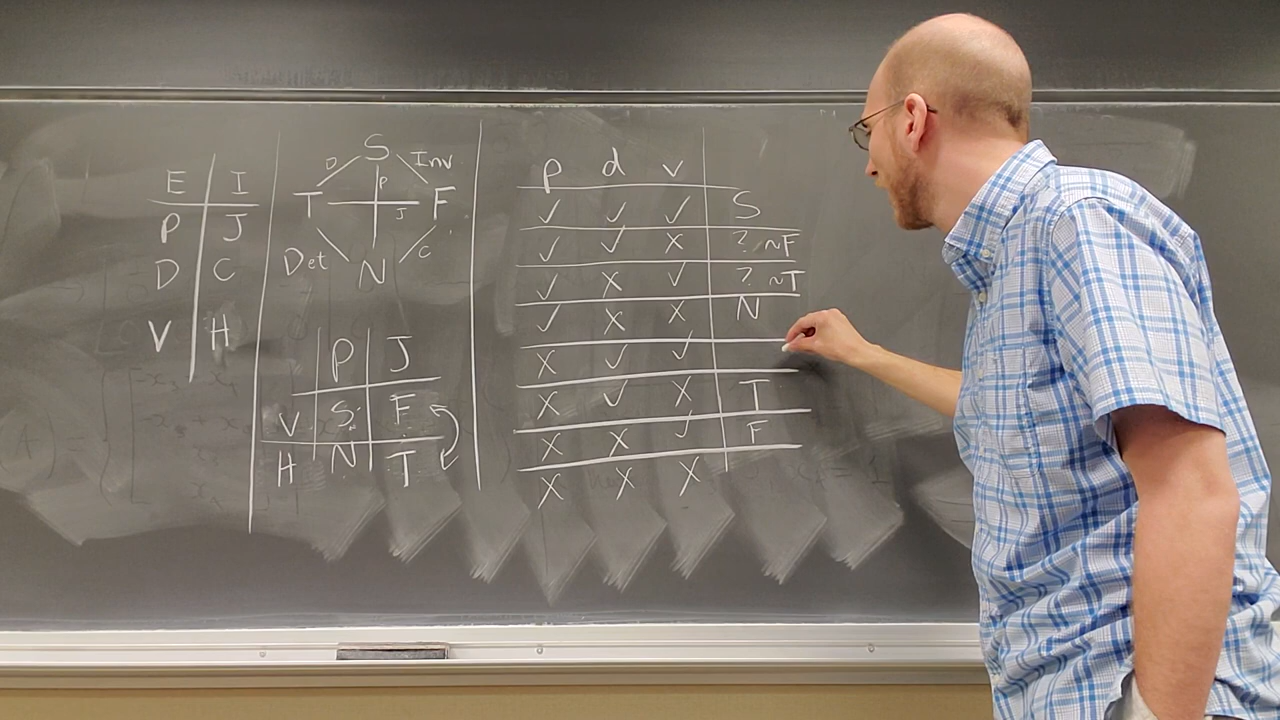 E I
P J
D C
V H
S
D Inv
P
T J F
Det N C
P J
V S F
H N T
p d v
✓ ✓ ✓ S
✓ ✓ X ? ~F
✓ X ✓ ? ~T
✓ X X N
X ✓ ✓
X ✓ X T
X X ✓ F
X X X